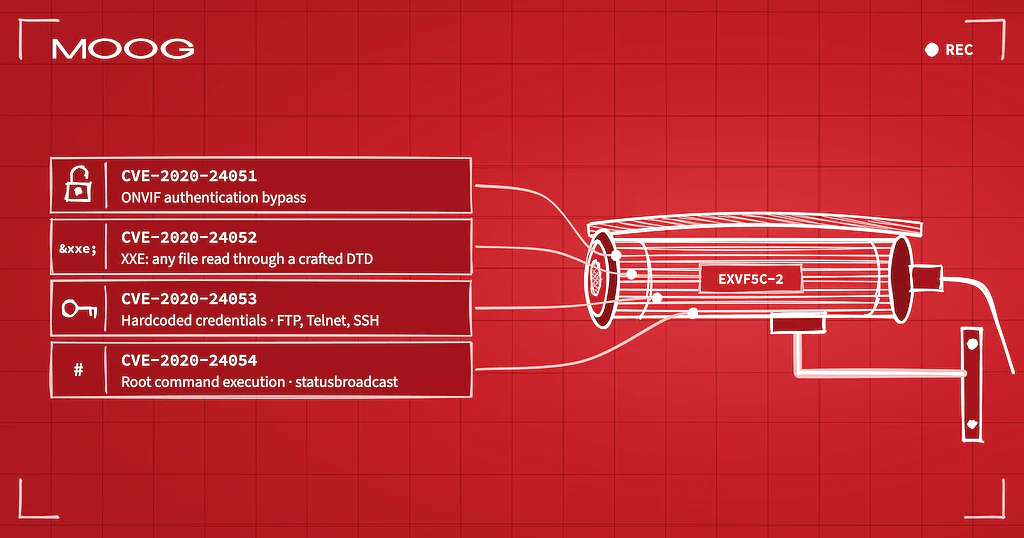 MOOG
REC
CVE-2020-24051
ONVIF authentication bypass
&xxe;
CVE-2020-24052
XXE: any file read through a crafted DTD
CVE-2020-24053
Hardcoded credentials · FTP, Telnet, SSH
#
CVE-2020-24054
Root command execution · statusbroadcast
EXVF5C-2